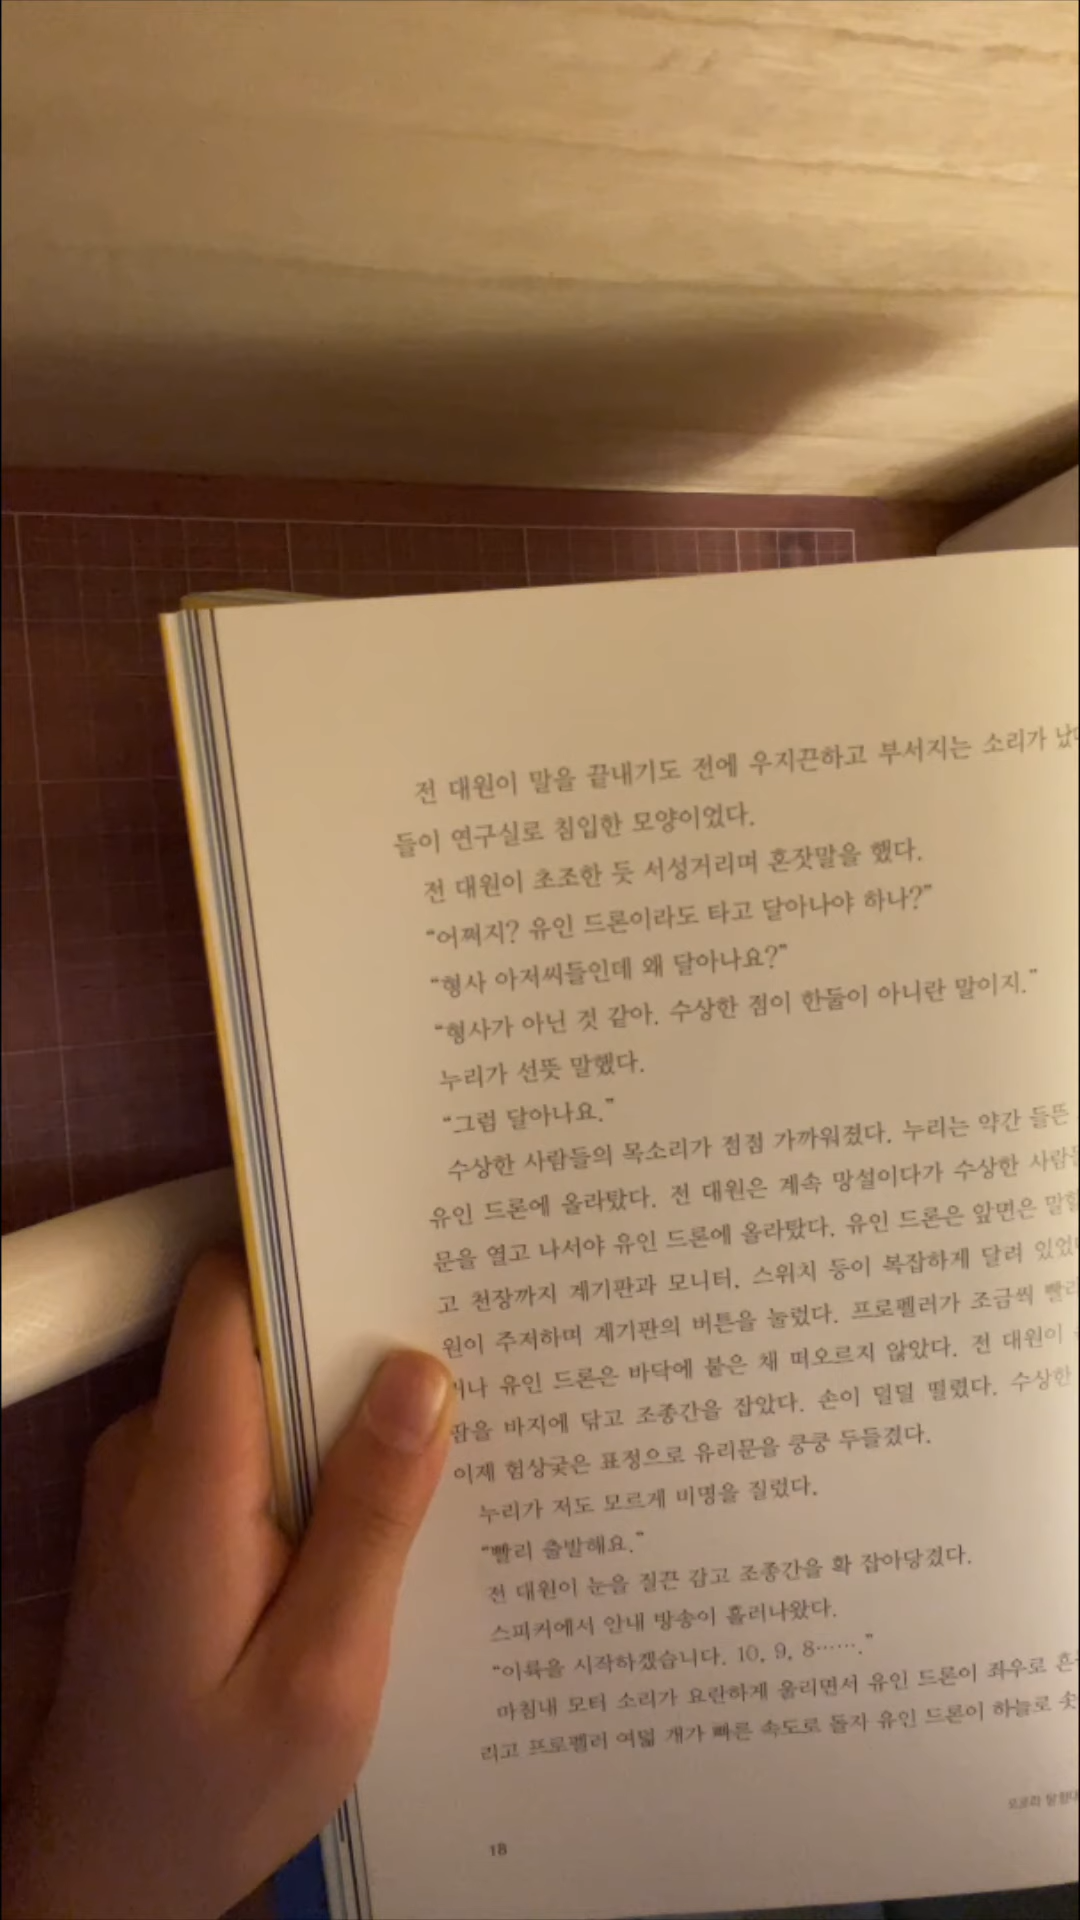 전 대원이 말을 끝내기도 전에 우지끈하고 부서지는 소리가
들이 연구실로 침입한 모양이었다.
전 대원이 초조한 듯 서성거리며 혼잣말을 했다.
“어쩌지? 유인 드론이라도 타고 달아나야 하나?”
“형사 아저씨들인데 왜 달아나요?”
“형사가 아닌 것 같아. 수상한 점이 한둘이 아니란 말이지.”
누리가 선뜻 말했다.
“그럼 달아나요.”
수상한 사람들의 목소리가 점점 가까워졌다. 누리는 약간 들뜬
유인 드론에 올라탔다. 전 대원은 계속 망설이다가 수상한
문을 열고 나서야 유인 드론에 올라탔다. 유인 드론은 앞면은
고 천장까지 계기판과 모니터, 스위치 등이 복잡하게 달려
원이 주저하며 계기판의 버튼을 눌렀다. 프로펠러가 조금씩
유인 드론은 바닥에 붙은 채 떠오르지 않았다. 전 대원이
땀을 바지에 닦고 조종간을 잡았다. 손이 덜덜 떨렸다. 수상한
이제 험상궂은 표정으로 유리문을 쿵쿵 두들겼다.
누리가 저도 모르게 비명을 질렀다.
“빨리 출발해요.”
전 대원이 눈을 질끈 감고 조종간을 확 잡아당겼다.
스피커에서 안내 방송이 흘러나왔다.
“이륙을 시작하겠습니다. 10, 9, 8…….”
마침내 모터 소리가 요란하게 울리면서 유인 드론이 좌우로
리고 프로펠러 여덟 개가 빠른 속도로 돌자 유인 드론이 하늘로
18